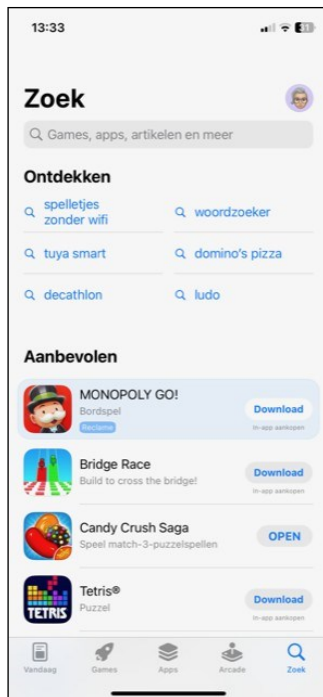 13:33
31
Zoek
Games, apps, artikelen en meer
Ontdekken
spelletjes
zonder wifi
woordzoeker
tuya smart
domino's pizza
decathlon
ludo
Aanbevolen
MONOPOLY GO!
Bordspel
Reclame
Download
In-app aankopen
Bridge Race
Build to cross the bridge!
Download
In-app aankopen
Candy Crush Saga
Speel match-3-puzzelspellen
OPEN
TETRIS
Tetris®
Puzzel
Download
In-app aankopen
Vandaag
Games
Apps
Arcade
Zoek